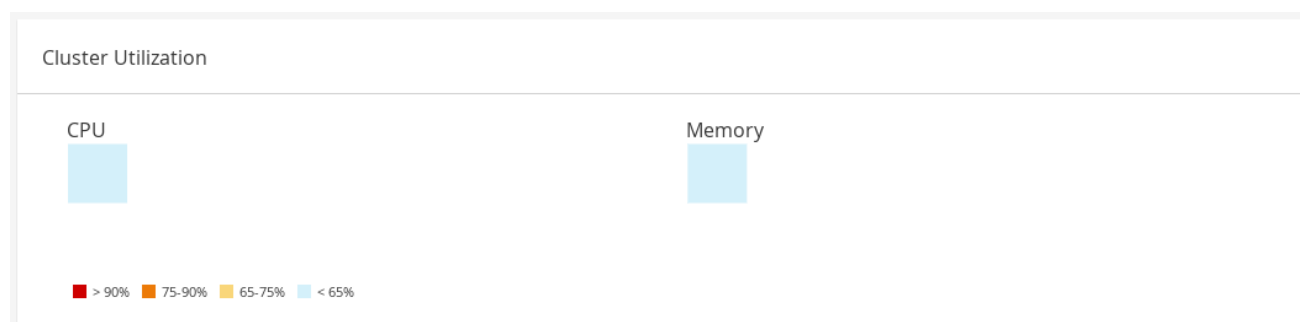 Cluster Utilization
CPU Memory
> 90% 75-90% 65-75% < 65%